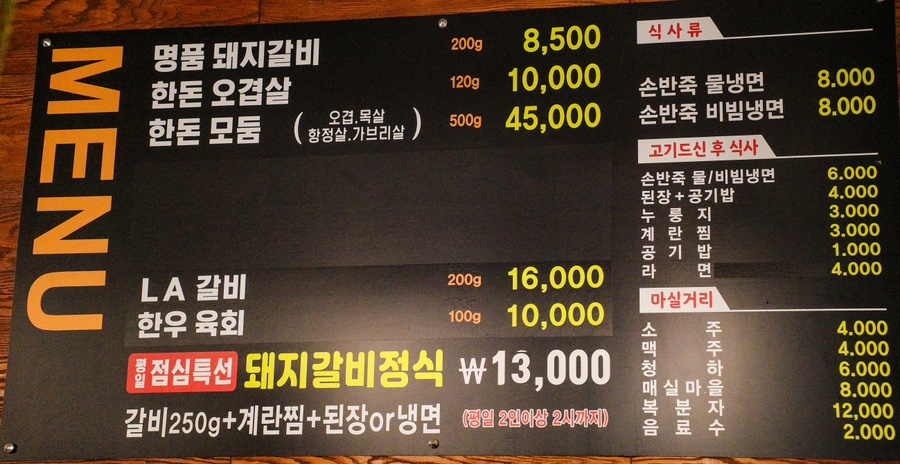 MENU
명품 돼지갈비 200g 8,500
한돈 오겹살 120g 10,000
한돈 모둠 (오겹.목살 항정살.가브리살) 500g 45,000
LA 갈비 200g 16,000
한우 육회 100g 10,000
평일 점심특선 돼지갈비정식 ₩13,000
갈비250g+계란찜+된장or냉면 (평일 2인이상 2시까지)
식사류
손반죽 물냉면 8.000
손반죽 비빔냉면 8.000
고기드신 후 식사
손반죽 물/비빔냉면 6.000
된장+공기밥 4.000
누룽지 3.000
계란찜 3.000
공기밥 1.000
라면 4.000
마실거리
소주 4.000
맥주 4.000
청하 6.000
매실마을 8.000
복분자 12,000
음료수 2.000